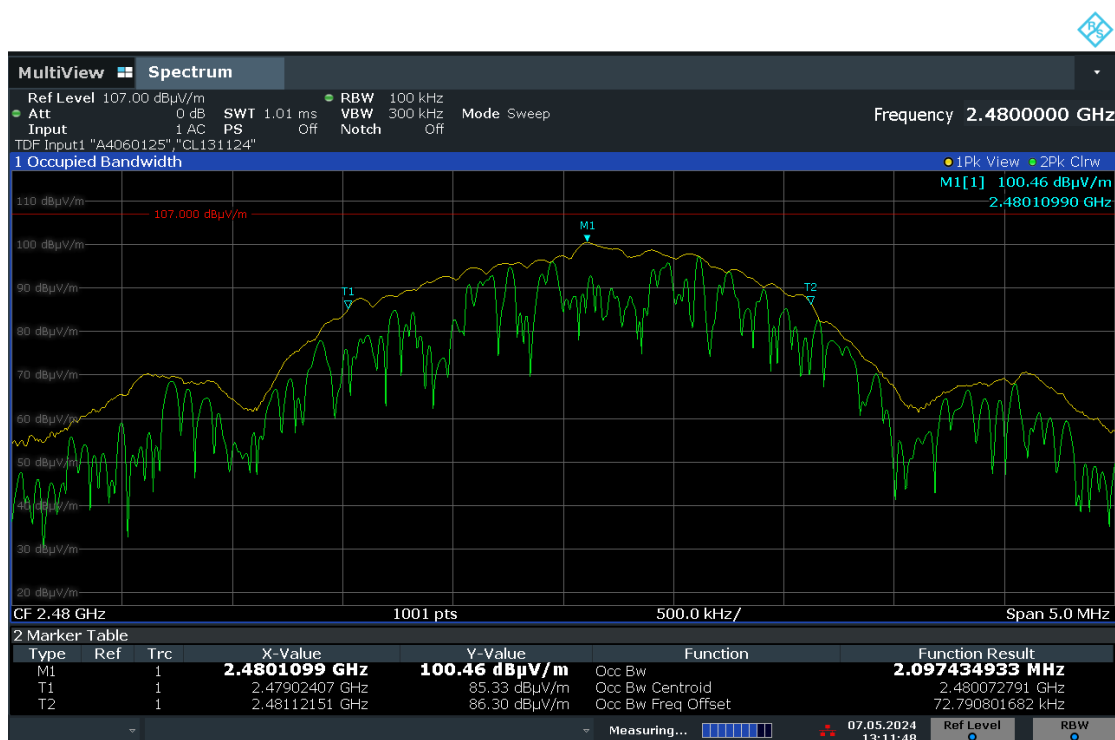 R S
MultiView Spectrum
Ref Level 107.00 dBµV/m RBW 100 kHz
Att 0 dB SWT 1.01 ms VBW 300 kHz Mode Sweep
Input 1 AC PS Off Notch Off
Frequency 2.4800000 GHz
TDF Input1 "A4060125","CL131124"
1 Occupied Bandwidth 1Pk View 2Pk Clrw
M1[1] 100.46 dBµV/m
2.48010990 GHz
110 dBµV/m
107.000 dBµV/m
M1
100 dBµV/m
90 dBµV/m
T1
T2
80 dBµV/m
70 dBµV/m
60 dBµV/m
50 dBµV/m
40 dBµV/m
30 dBµV/m
20 dBµV/m
CF 2.48 GHz 1001 pts 500.0 kHz/ Span 5.0 MHz
2 Marker Table
Type Ref Trc X-Value Y-Value Function Function Result
M1 1 2.4801099 GHz 100.46 dBµV/m Occ Bw 2.097434933 MHz
T1 1 2.47902407 GHz 85.33 dBµV/m Occ Bw Centroid 2.480072791 GHz
T2 1 2.48112151 GHz 86.30 dBµV/m Occ Bw Freq Offset 72.790801682 kHz
Measuring... 07.05.2024 Ref Level RBW
13:11:48